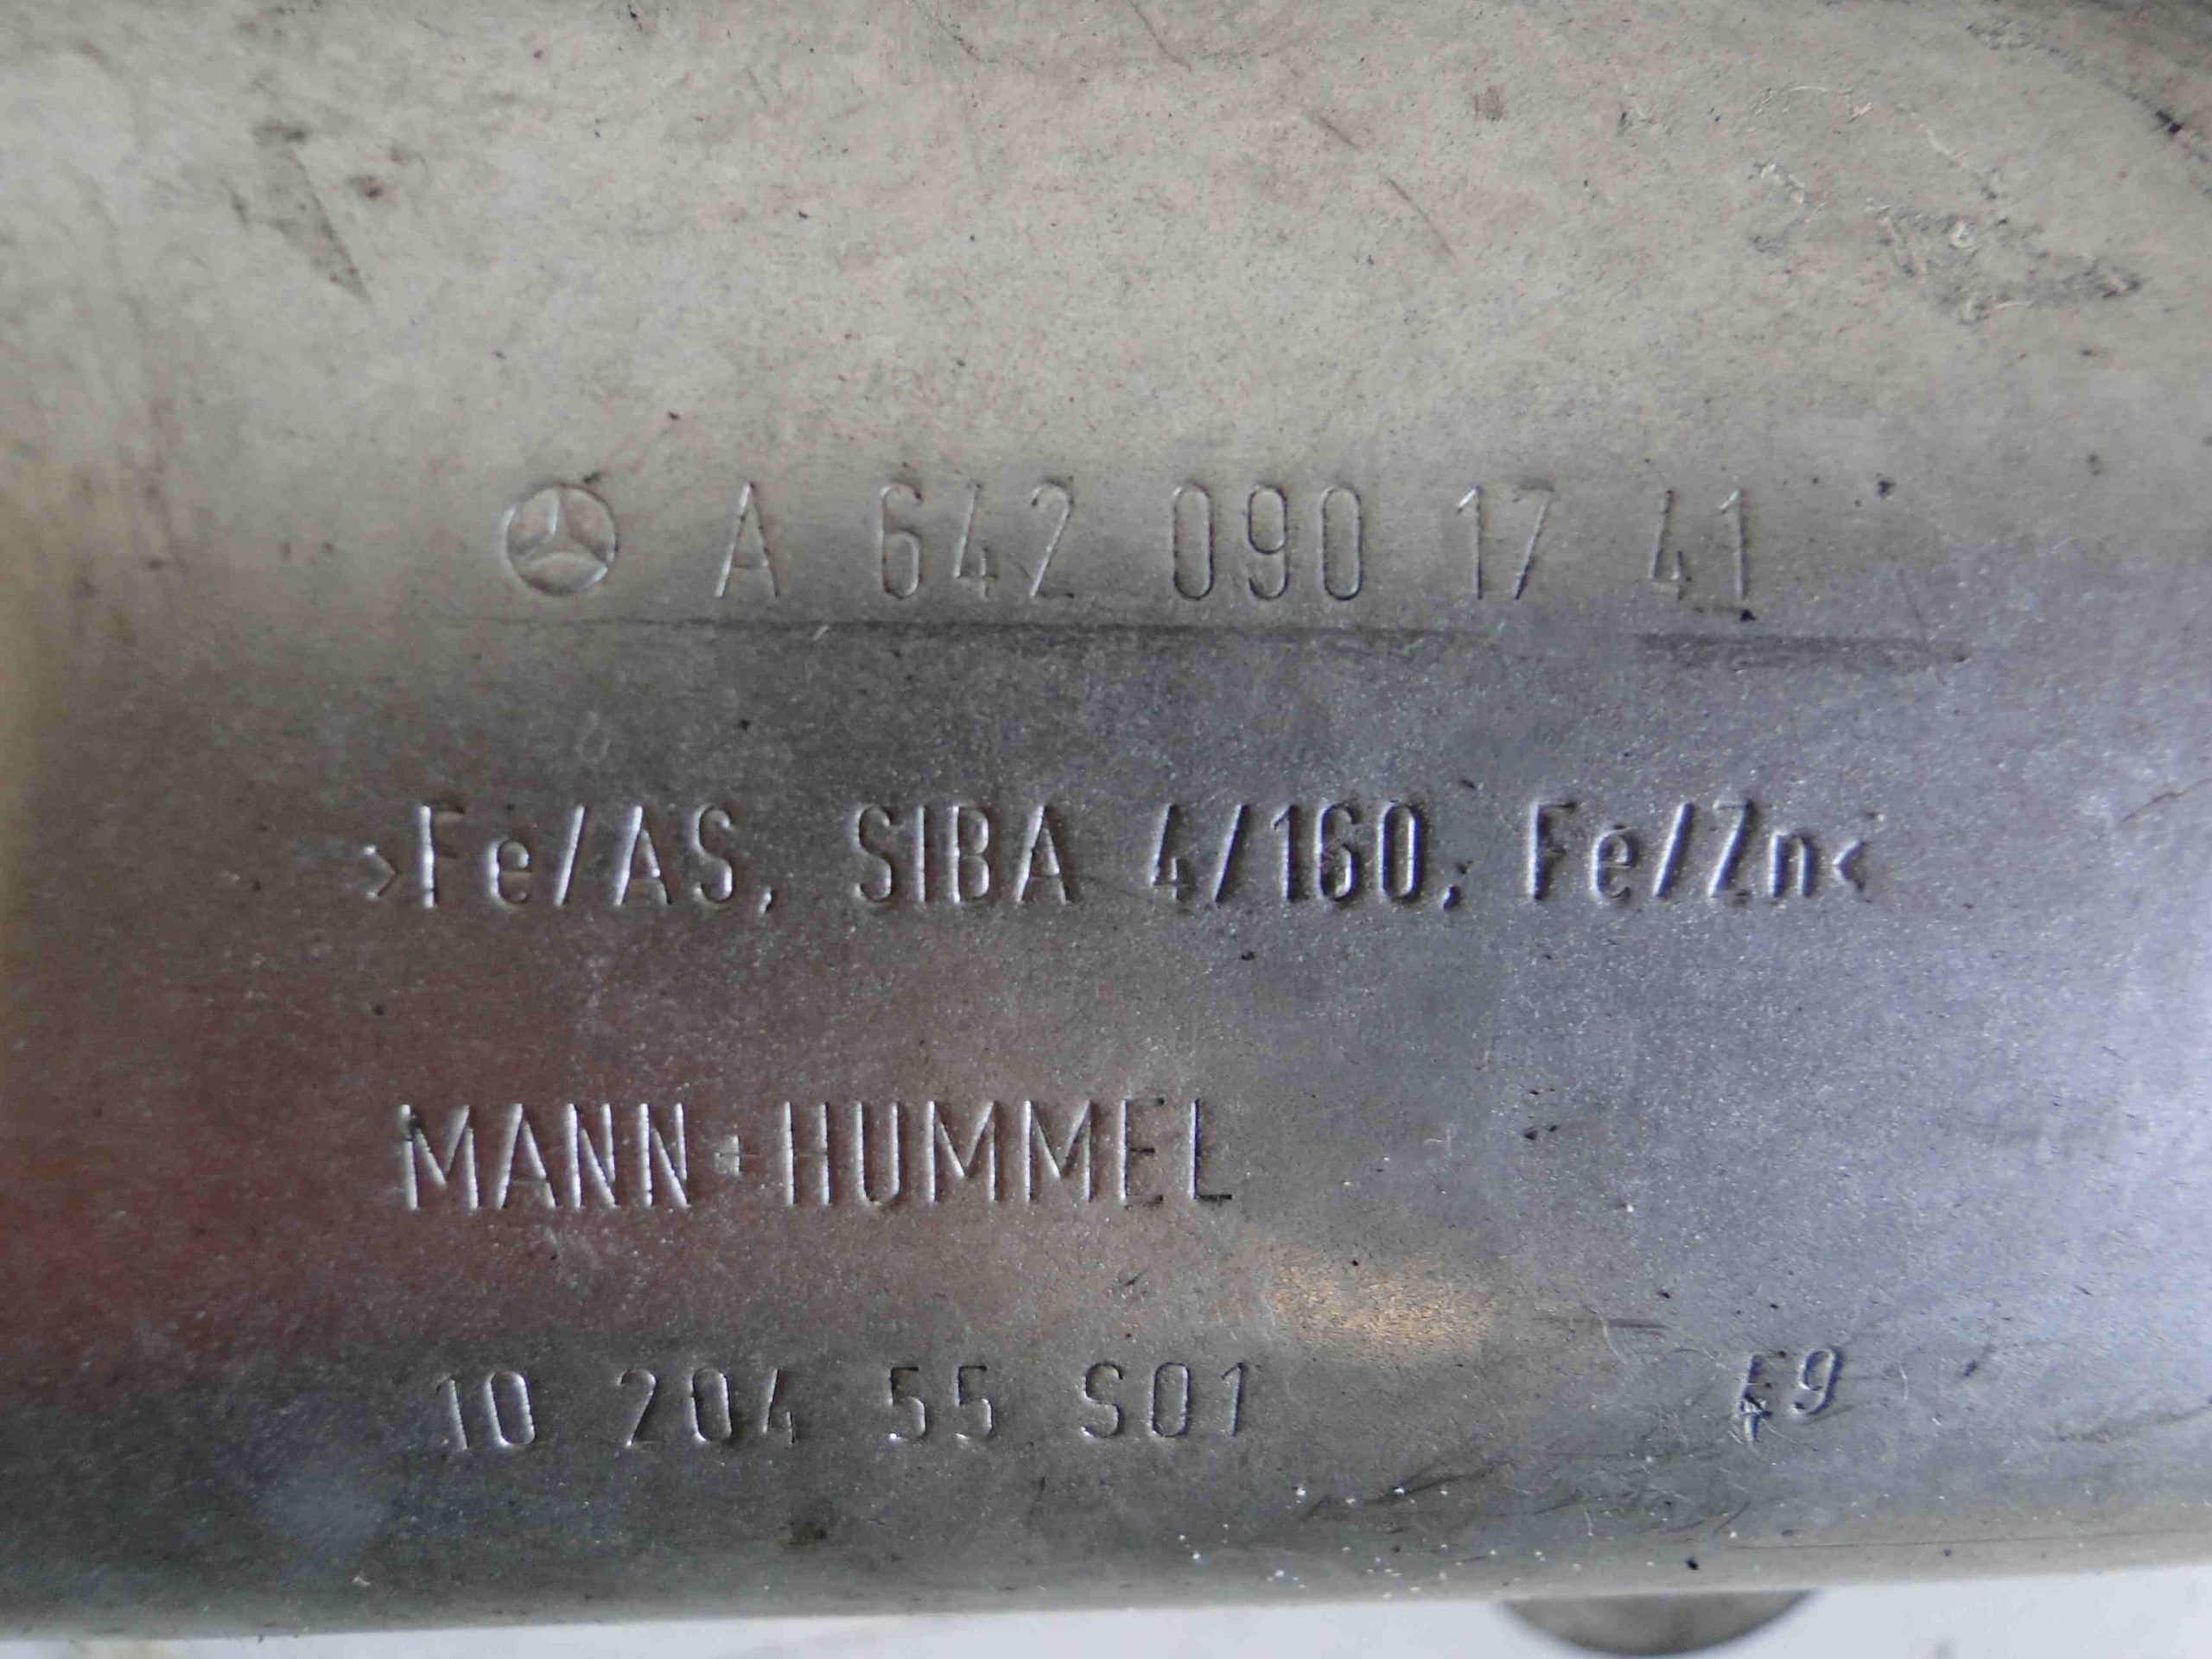 A 642 090 17 41
>Fe/AS, SIBA 4/160, Fe/Zn<
MANN+HUMMEL
10 204 55 S01